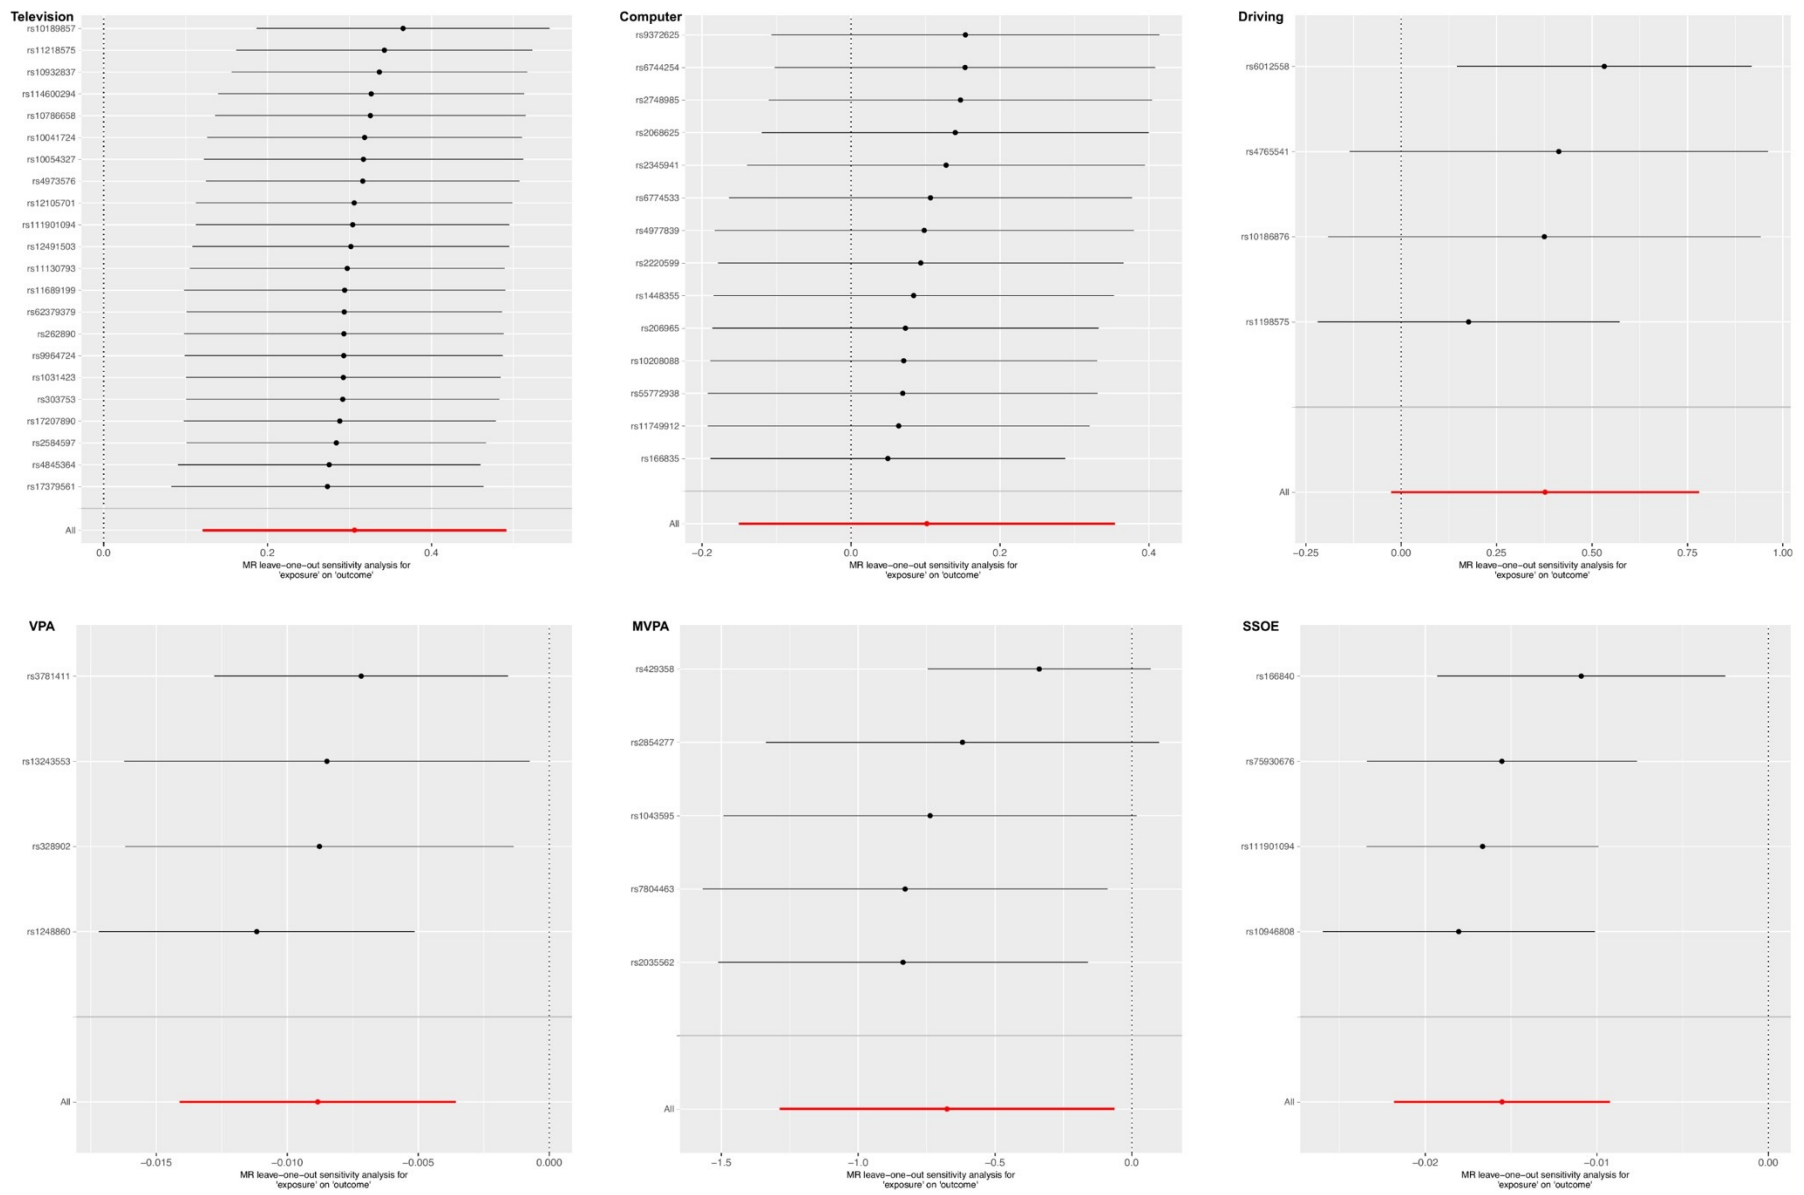 Television
rs10189857
rs11218575
rs10932837
rs114600294
rs10786658
rs10041724
rs10054327
rs4973576
rs12105701
rs111901094
rs12491503
rs11130793
rs11689199
rs62379379
rs262890
rs9964724
rs1031423
rs303753
rs17207890
rs2584597
rs4845364
rs17379561
All
0.0 0.2 0.4
MR leave−one−out sensitivity analysis for
'exposure' on 'outcome'
Computer
rs9372625
rs6744254
rs2748985
rs2068625
rs2345941
rs6774533
rs4977839
rs2220599
rs1448355
rs206965
rs10208088
rs55772938
rs11749912
rs166835
All
−0.2 0.0 0.2 0.4
MR leave−one−out sensitivity analysis for
'exposure' on 'outcome'
Driving
rs6012558
rs4765541
rs10186876
rs1198575
All
−0.25 0.00 0.25 0.50 0.75 1.00
MR leave−one−out sensitivity analysis for
'exposure' on 'outcome'
VPA
rs3781411
rs13243553
rs328902
rs1248860
All
−0.015 −0.010 −0.005 0.000
MR leave−one−out sensitivity analysis for
'exposure' on 'outcome'
MVPA
rs429358
rs2854277
rs1043595
rs7804463
rs2035562
All
−1.5 −1.0 −0.5 0.0
MR leave−one−out sensitivity analysis for
'exposure' on 'outcome'
SSOE
rs166840
rs75930676
rs111901094
rs10946808
All
−0.02 −0.01 0.00
MR leave−one−out sensitivity analysis for
'exposure' on 'outcome'